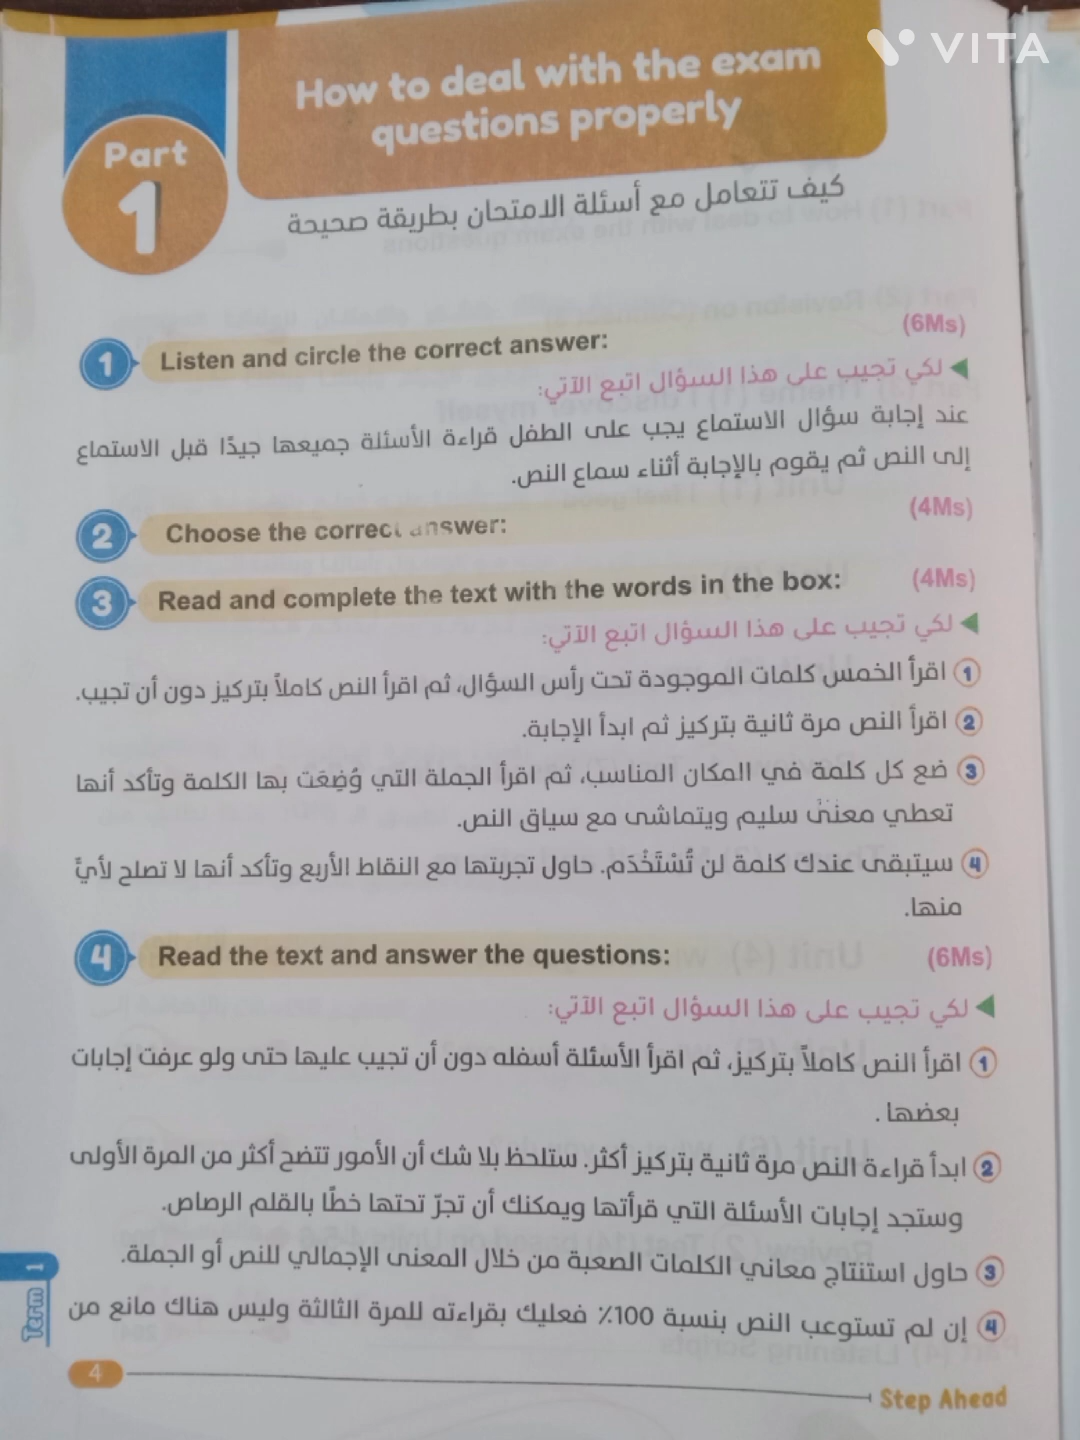 VITA
Part
1
How to deal with the exam
questions properly
كيف تتعامل مع أسئلة الامتحان بطريقة صحيحة
1 Listen and circle the correct answer: (6Ms)
لكي تجيب على هذا السؤال اتبع الآتي:
عند إجابة سؤال الاستماع يجب على الطفل قراءة الأسئلة جميعها جيدًا قبل الاستماع
إلى النص ثم يقوم بالإجابة أثناء سماع النص.
2 Choose the correct answer: (4Ms)
3 Read and complete the text with the words in the box: (4Ms)
لكي تجيب على هذا السؤال اتبع الآتي:
1 اقرأ الخمس كلمات الموجودة تحت رأس السؤال، ثم اقرأ النص كاملاً بتركيز دون أن تجيب.
2 اقرأ النص مرة ثانية بتركيز ثم ابدأ الإجابة.
3 ضع كل كلمة في المكان المناسب، ثم اقرأ الجملة التي وُضِعَت بها الكلمة وتأكد أنها
تعطي معنىً سليم ويتماشى مع سياق النص.
4 سيتبقى عندك كلمة لن تُسْتَخْدَم. حاول تجربتها مع النقاط الأربع وتأكد أنها لا تصلح لأيٍّ
منها.
4 Read the text and answer the questions: (6Ms)
لكي تجيب على هذا السؤال اتبع الآتي:
1 اقرأ النص كاملاً بتركيز، ثم اقرأ الأسئلة أسفله دون أن تجيب عليها حتى ولو عرفت إجابات
بعضها .
2 ابدأ قراءة النص مرة ثانية بتركيز أكثر. ستلحظ بلا شك أن الأمور تتضح أكثر من المرة الأولى
وستجد إجابات الأسئلة التي قرأتها ويمكنك أن تجرّ تحتها خطًا بالقلم الرصاص.
3 حاول استنتاج معاني الكلمات الصعبة من خلال المعنى الإجمالي للنص أو الجملة.
4 إن لم تستوعب النص بنسبة 100٪ فعليك بقراءته للمرة الثالثة وليس هناك مانع من
Term 1
4
Step Ahead